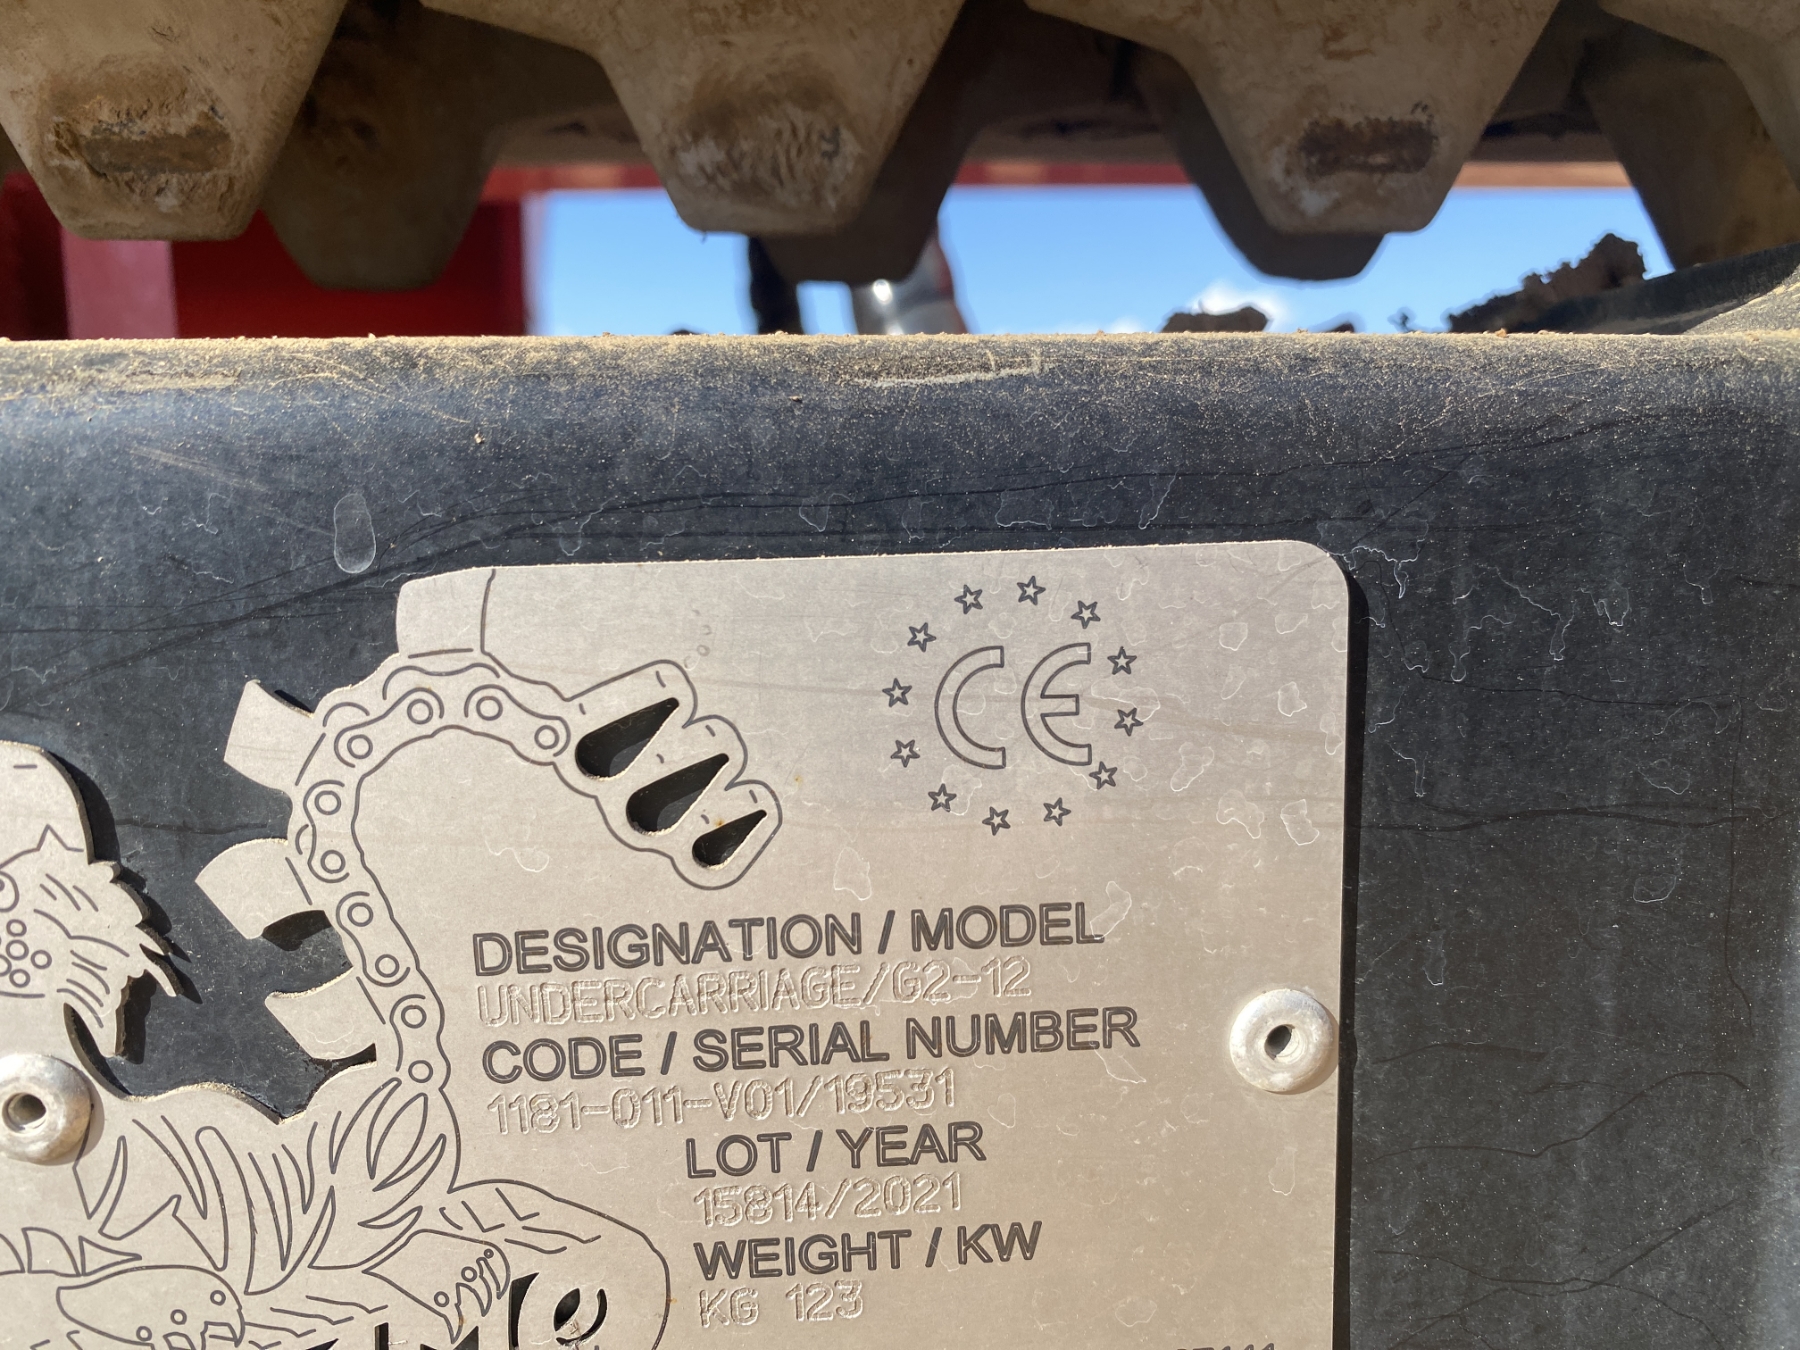 CE
DESIGNATION / MODEL
UNDERCARRIAGE/G2-12
CODE / SERIAL NUMBER
1181-011-V01/19531
LOT / YEAR
15814/2021
WEIGHT / KW
KG 123